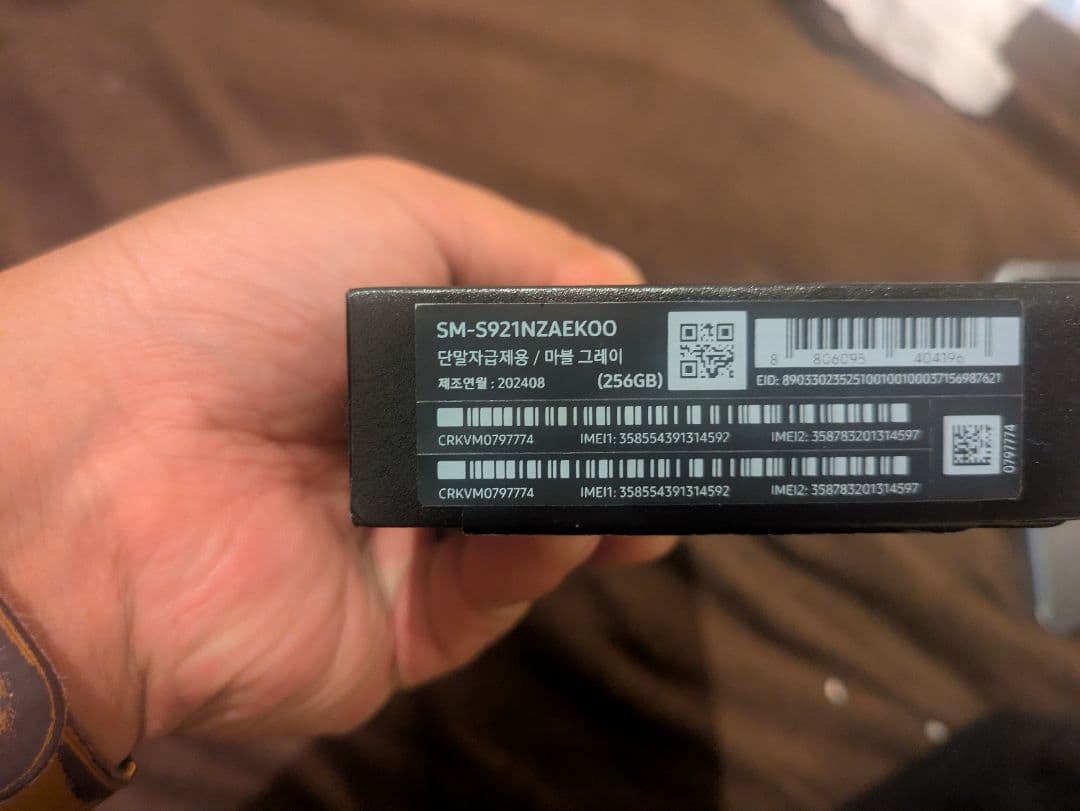 SM-S921NZAEKOO
단말자급제용 / 마블 그레이
제조연월 : 202408 (256GB)
8 806095 404196
EID: 89033023525100100100037156987621
CRKVM0797774 IMEI1: 358554391314592 IMEI2: 358783201314597
CRKVM0797774 IMEI1: 358554391314592 IMEI2: 358783201314597
0797774